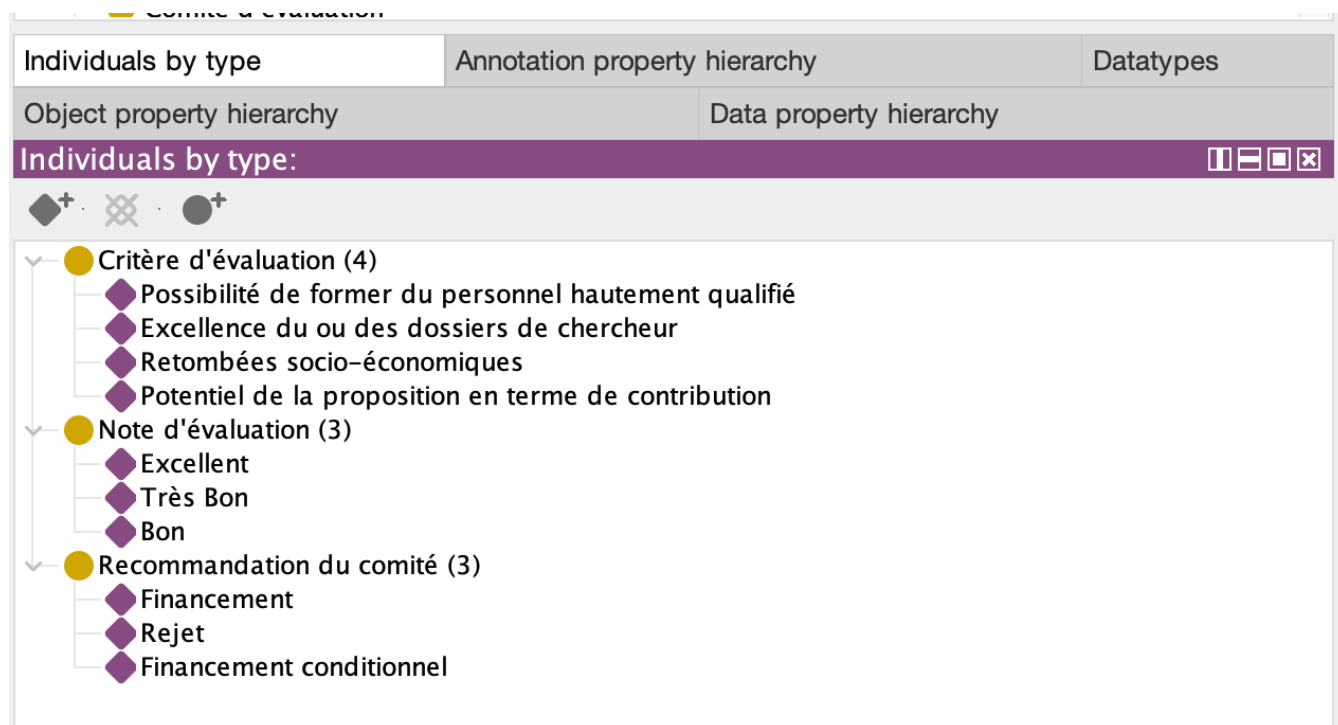 Comité d'évaluation
Individuals by type Annotation property hierarchy Datatypes
Object property hierarchy Data property hierarchy
Individuals by type:
Critère d'évaluation (4)
Possibilité de former du personnel hautement qualifié
Excellence du ou des dossiers de chercheur
Retombées socio-économiques
Potentiel de la proposition en terme de contribution
Note d'évaluation (3)
Excellent
Très Bon
Bon
Recommandation du comité (3)
Financement
Rejet
Financement conditionnel